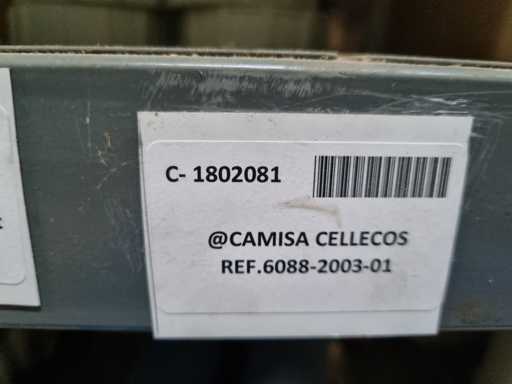 C- 1802081
@CAMISA CELLECOS
REF.6088-2003-01